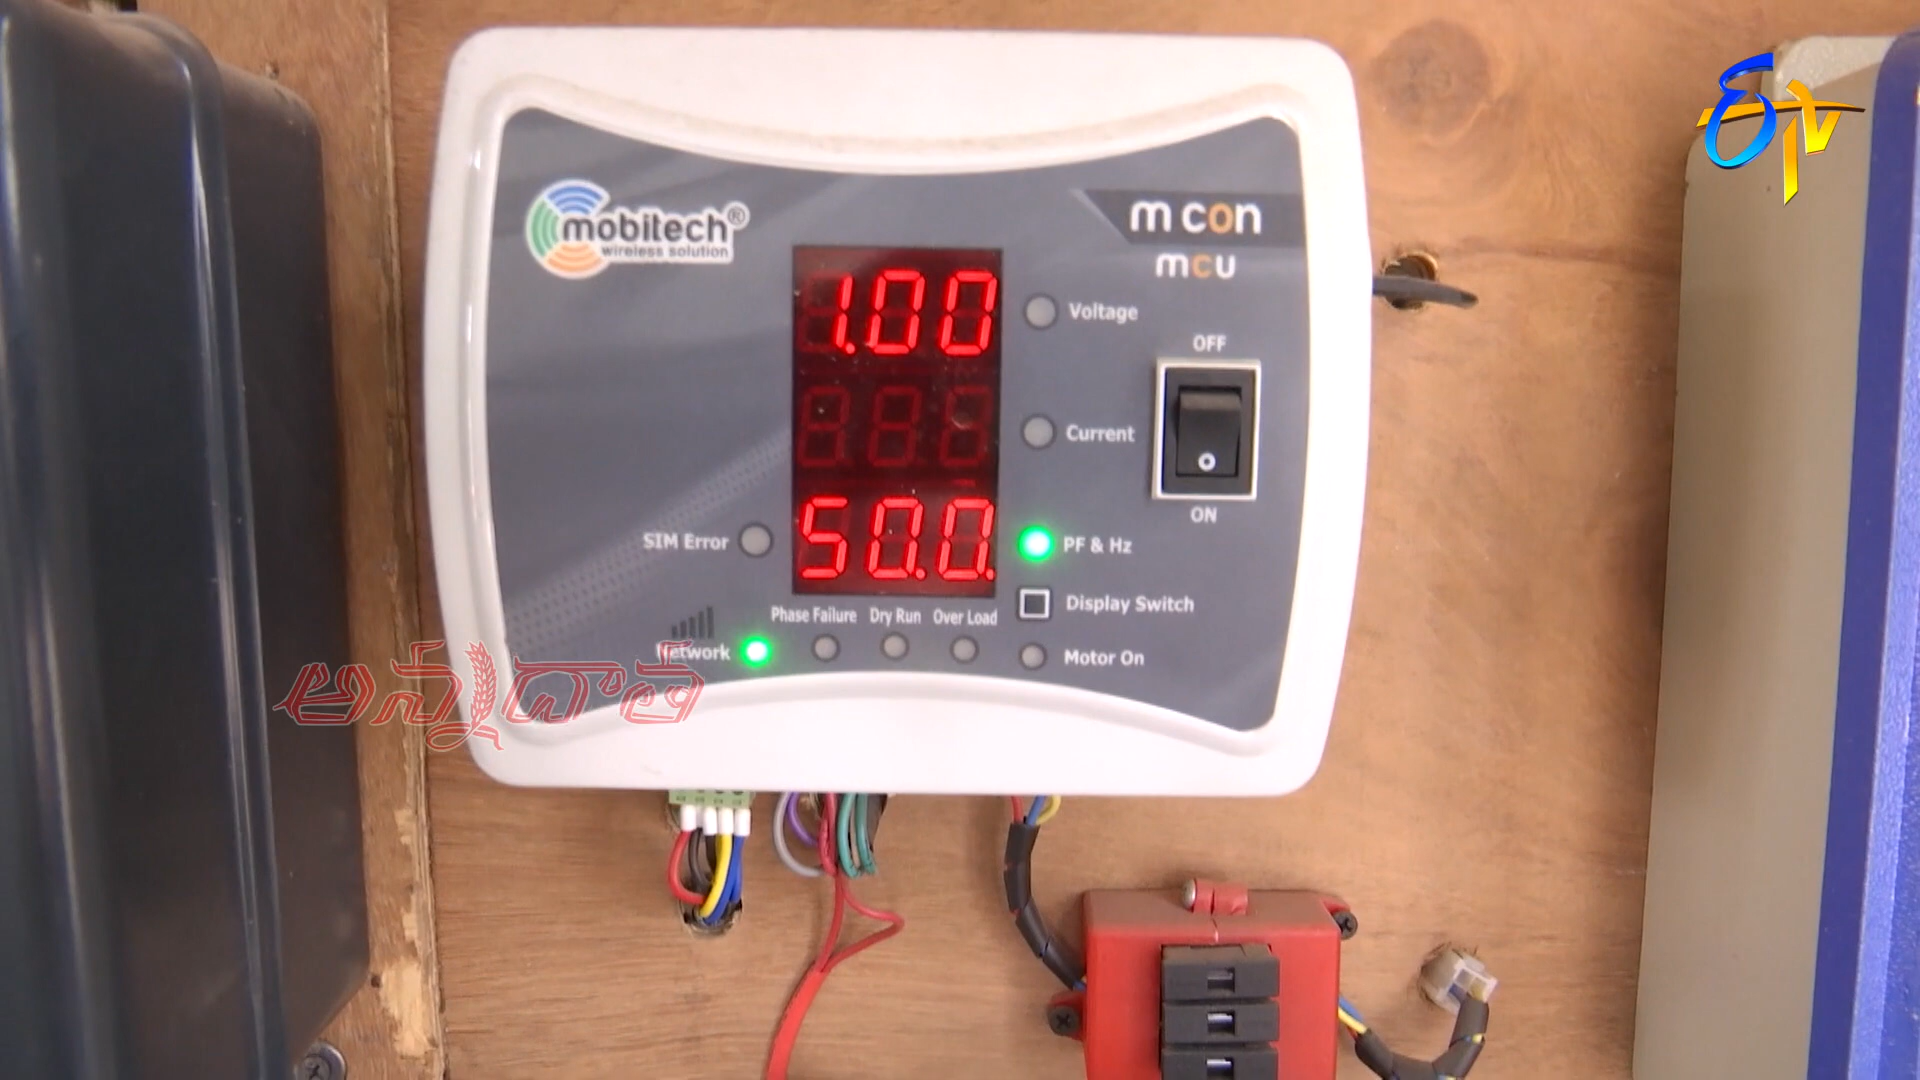 ETV
mobitech®
wireless solution
m con
mcu
1.00
Voltage
OFF
Current
50.0.
ON
SIM Error
PF & Hz
Display Switch
Phase Failure
Dry Run
Over Load
Network
Motor On
అన్నదాత